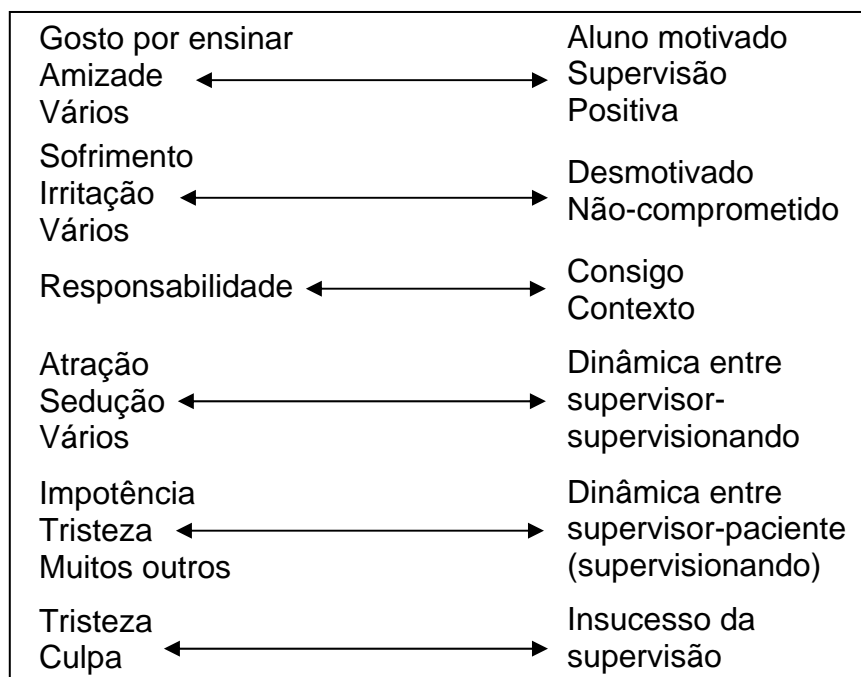 Gosto por ensinar
Amizade
Vários
Aluno motivado
Supervisão
Positiva
Sofrimento
Irritação
Vários
Desmotivado
Não-comprometido
Responsabilidade
Consigo
Contexto
Atração
Sedução
Vários
Dinâmica entre
supervisor-
supervisionando
Impotência
Tristeza
Muitos outros
Dinâmica entre
supervisor-paciente
(supervisionando)
Tristeza
Culpa
Insucesso da
supervisão